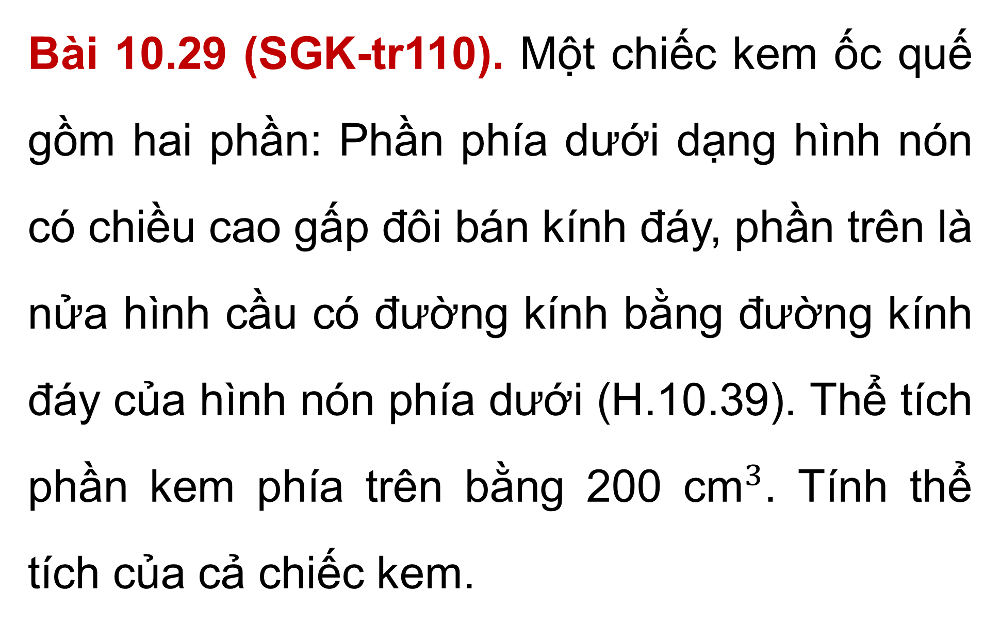 Bài 10.29 (SGK-tr110). Một chiếc kem ốc quế
gồm hai phần: Phần phía dưới dạng hình nón
có chiều cao gấp đôi bán kính đáy, phần trên là
nửa hình cầu có đường kính bằng đường kính
đáy của hình nón phía dưới (H.10.39). Thể tích
phần kem phía trên bằng 200 cm³. Tính thể
tích của cả chiếc kem.